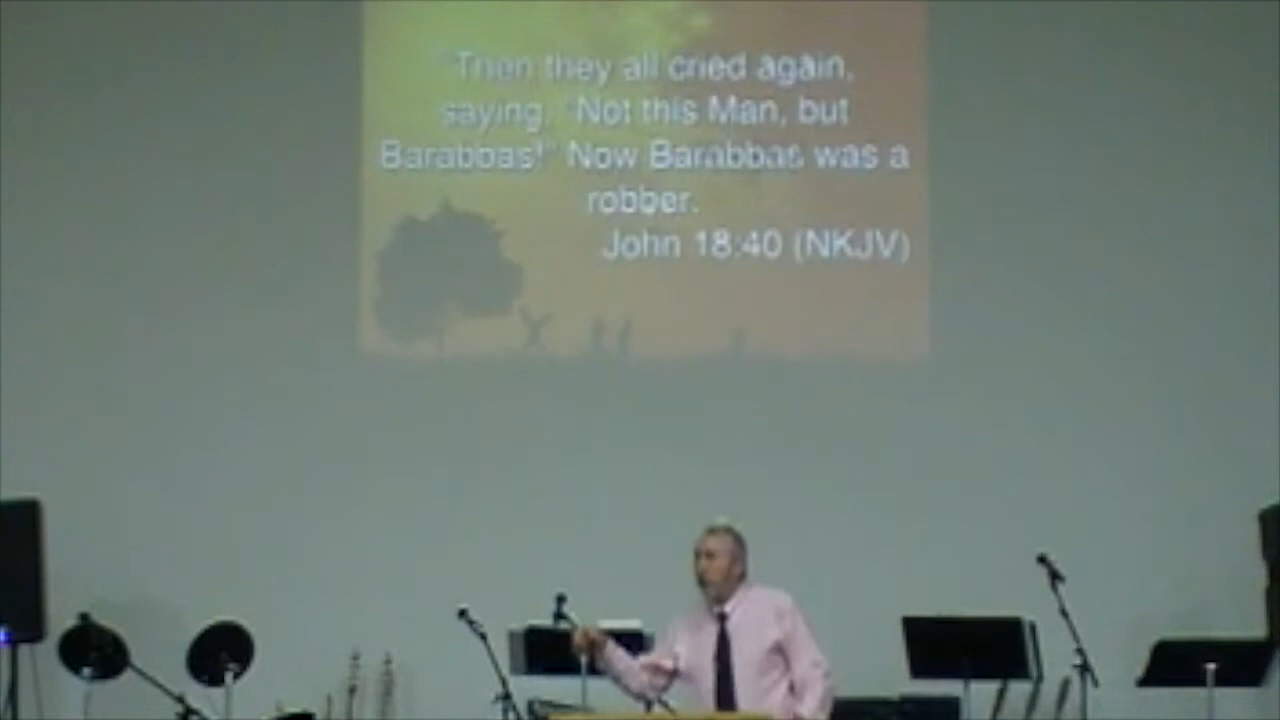 "Then they all cried again,
saying, "Not this Man, but
Barabbas!" Now Barabbas was a
robber.
John 18:40 (NKJV)